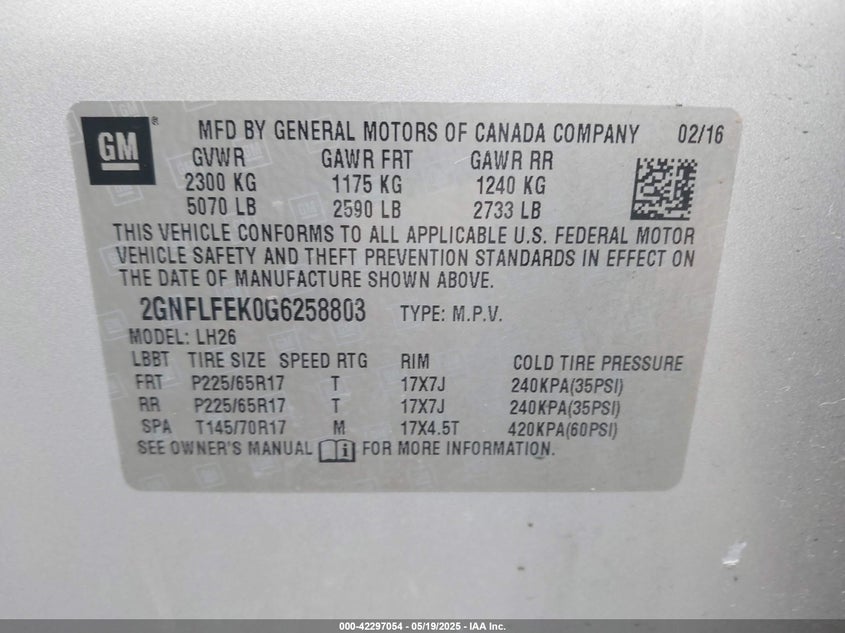 GM ® MFD BY GENERAL MOTORS OF CANADA COMPANY 02/16
GVWR GAWR FRT GAWR RR
2300 KG 1175 KG 1240 KG
5070 LB 2590 LB 2733 LB
THIS VEHICLE CONFORMS TO ALL APPLICABLE U.S. FEDERAL MOTOR
VEHICLE SAFETY AND THEFT PREVENTION STANDARDS IN EFFECT ON
THE DATE OF MANUFACTURE SHOWN ABOVE.
2GNFLFEK0G6258803 TYPE: M.P.V.
MODEL: LH26
LBBT TIRE SIZE SPEED RTG RIM COLD TIRE PRESSURE
FRT P225/65R17 T 17X7J 240KPA(35PSI)
RR P225/65R17 T 17X7J 240KPA(35PSI)
SPA T145/70R17 M 17X4.5T 420KPA(60PSI)
SEE OWNER'S MANUAL i FOR MORE INFORMATION.
000-42297054 - 05/19/2025 - IAA Inc.